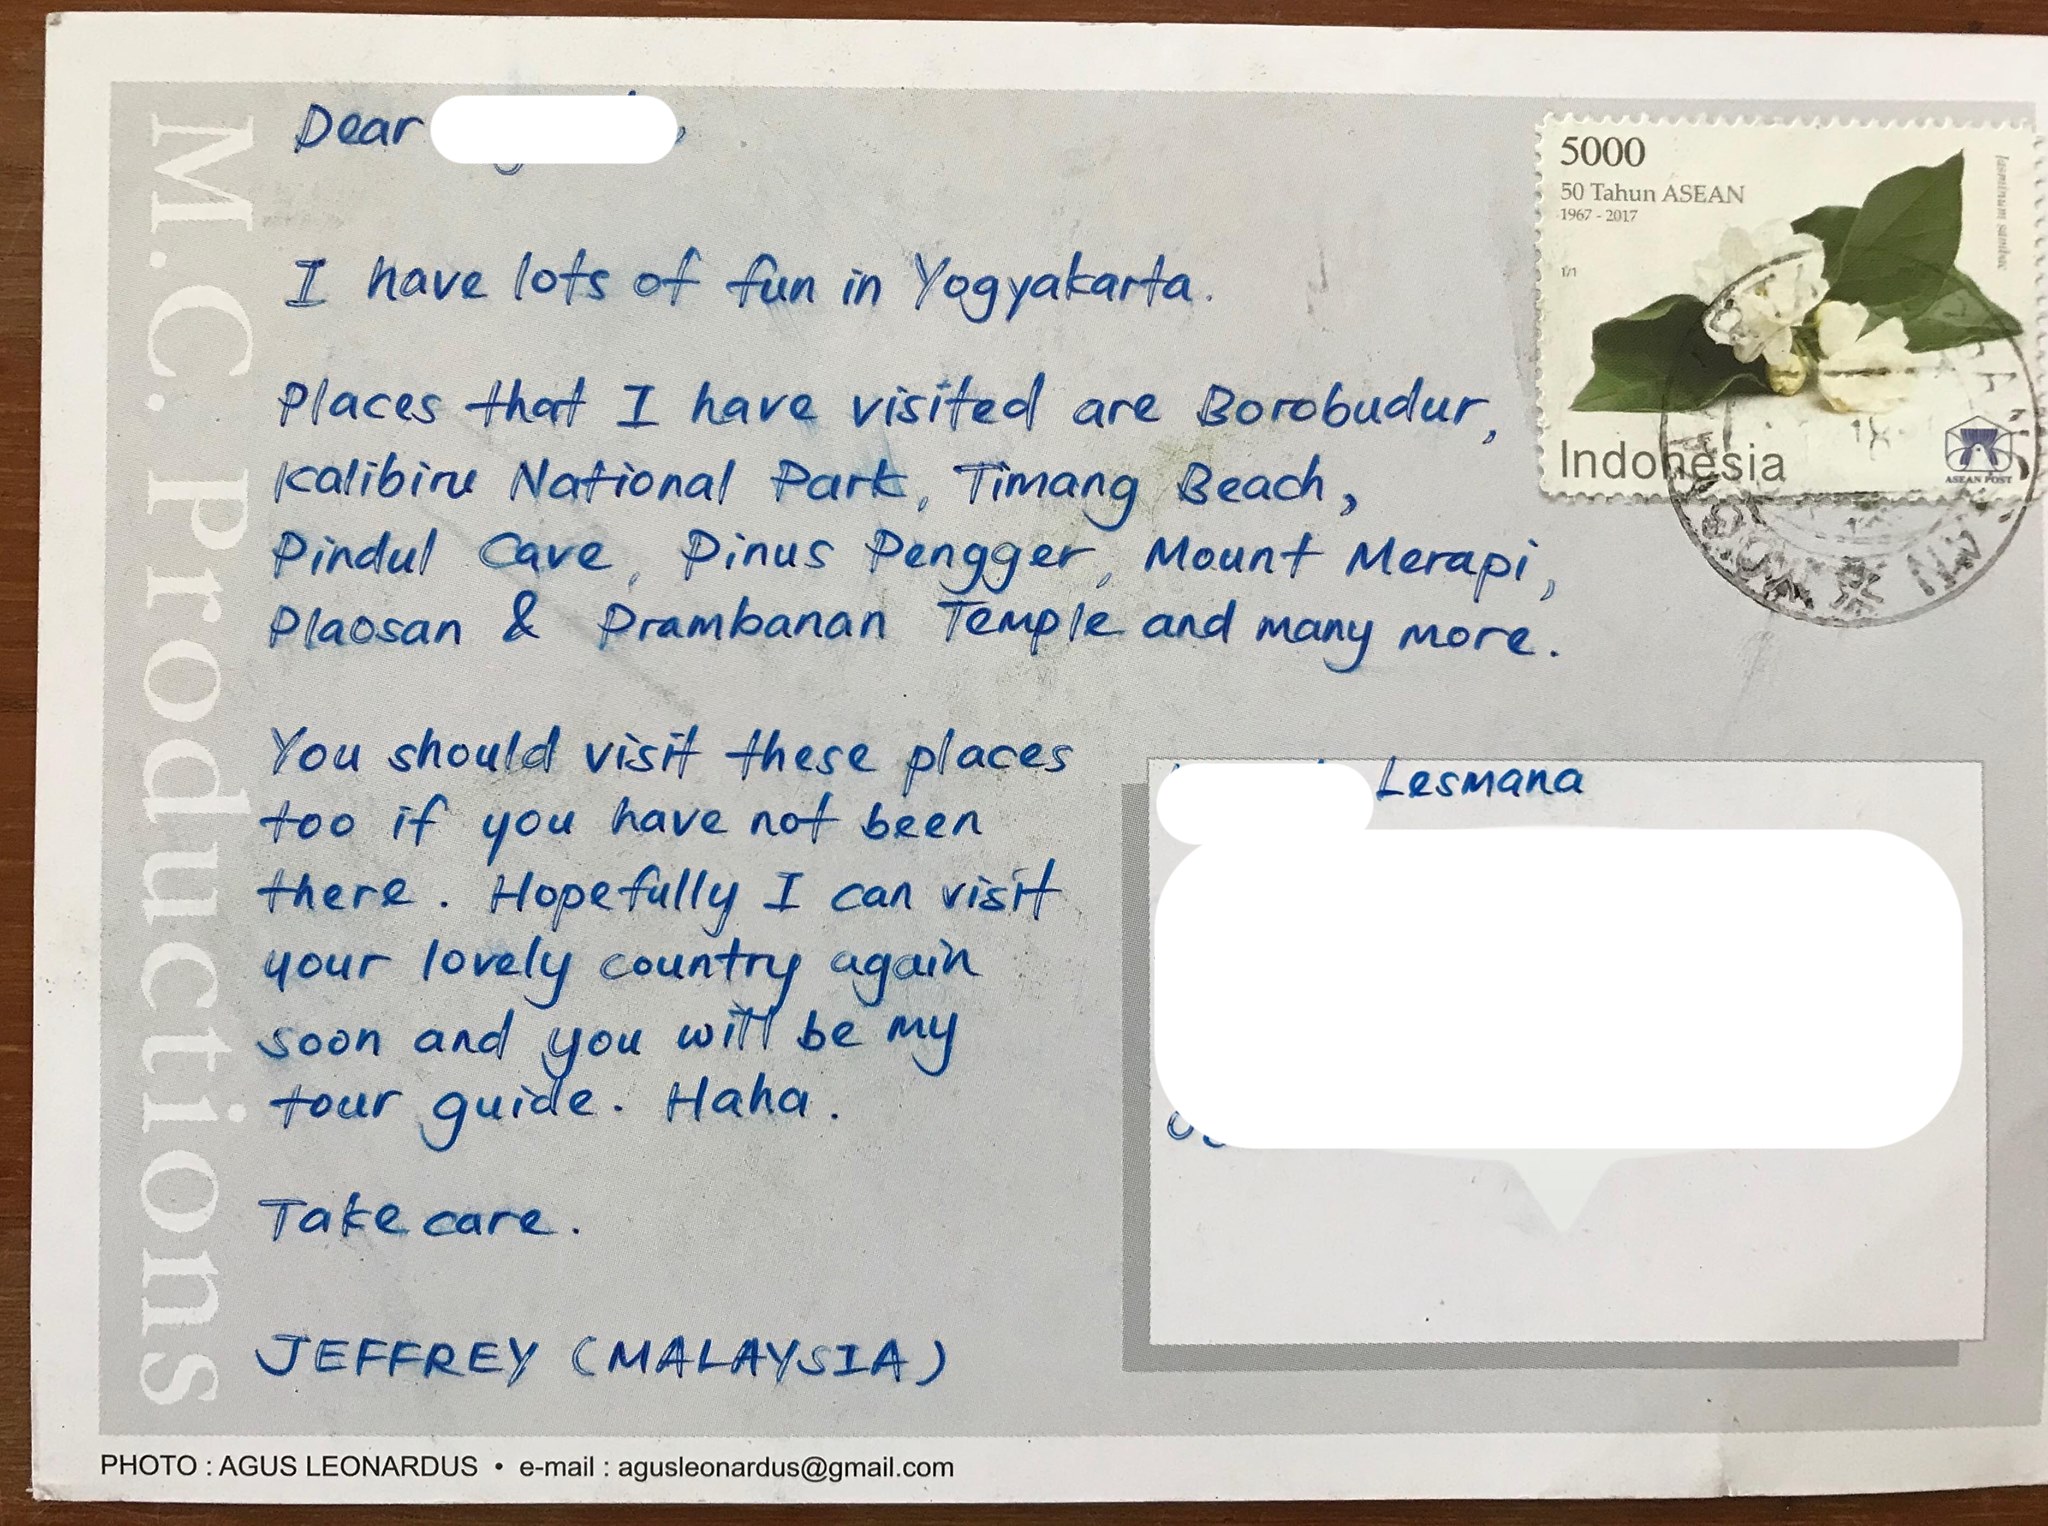 M.C. Productions
Dear
I have lots of fun in Yogyakarta.
Places that I have visited are Borobudur,
Kalibiru National Park, Timang Beach,
Pindul Cave, Pinus Pengger, Mount Merapi,
Plaosan & Prambanan Temple and many more.
You should visit these places
too if you have not been
there. Hopefully I can visit
your lovely country again
soon and you will be my
tour guide. Haha.
Take care.
JEFFREY (MALAYSIA)
5000
50 Tahun ASEAN
1967 - 2017
1/1
Jasminum sambac
Indonesia
ASEAN POST
Lesmana
PHOTO : AGUS LEONARDUS • e-mail : agusleonardus@gmail.com